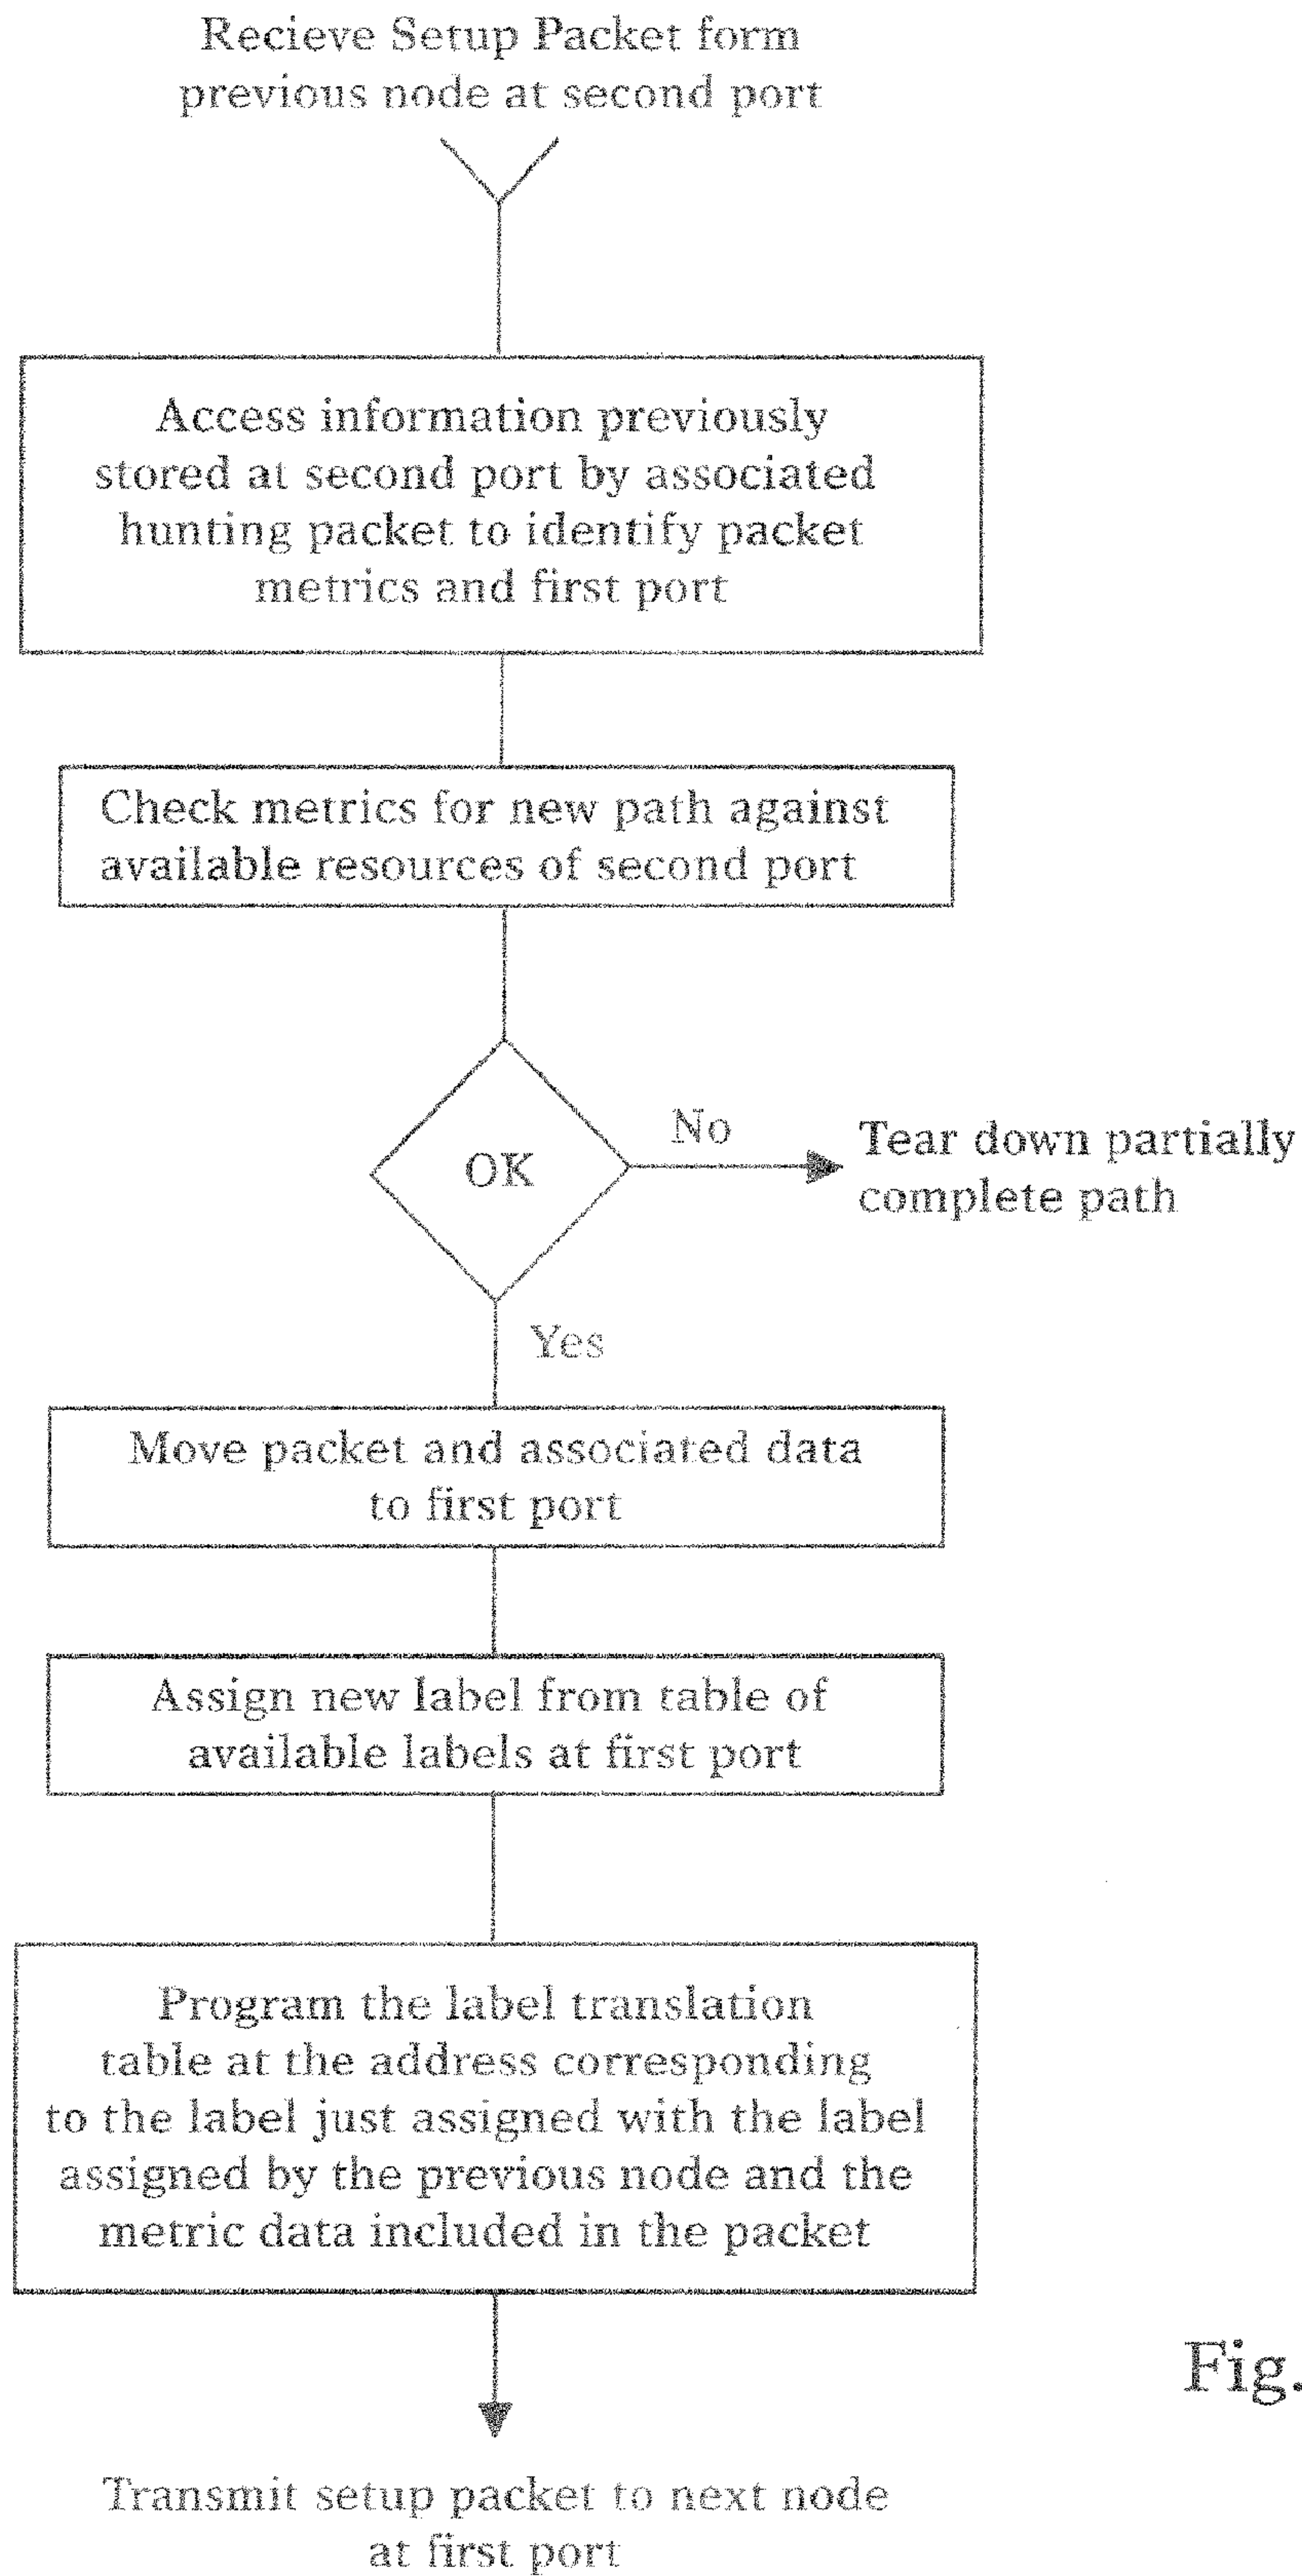 Recieve Setup Packet form
previous node at second port
Access information previously
stored at second port by associated
hunting packet to identify packet
metrics and first port
Check metrics for new path against
available resources of second port
OK
No
Tear down partially
complete path
Yes
Move packet and associated data
to first port
Assign new label from table of
available labels at first port
Program the label translation
table at the address corresponding
to the label just assigned with the label
assigned by the previous node and the
metric data included in the packet
Fig.
Transmit setup packet to next node
at first port